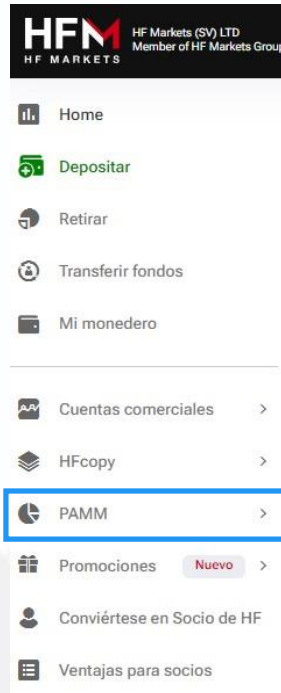 HFM
HF MARKETS
HF Markets (SV) LTD
Member of HF Markets Group
Home
Depositar
Retirar
Transferir fondos
Mi monedero
Cuentas comerciales
HFcopy
PAMM
Promociones Nuevo
Conviértese en Socio de HF
Ventajas para socios